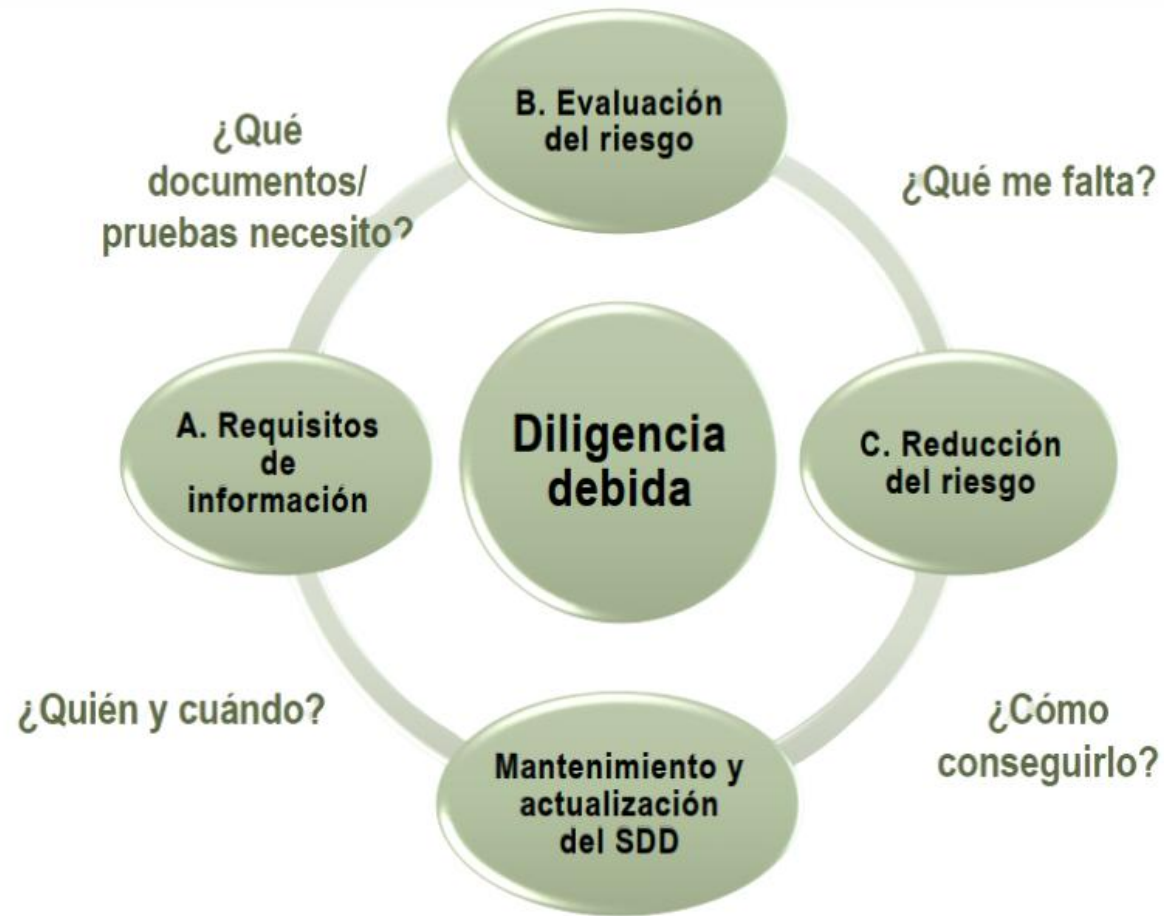 B. Evaluación
del riesgo
¿Qué
documentos/
pruebas necesito?
¿Qué me falta?
A. Requisitos
de
información
Diligencia
debida
C. Reducción
del riesgo
¿Quién y cuándo?
¿Cómo
conseguirlo?
Mantenimiento y
actualización
del SDD